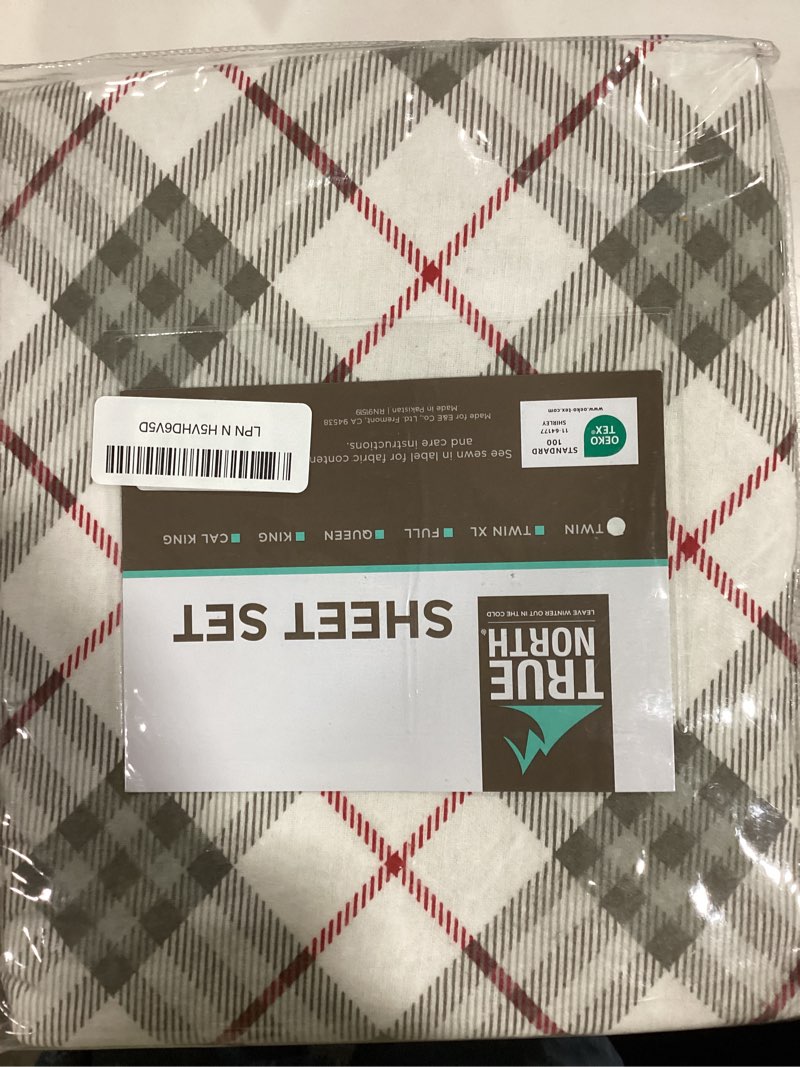 TRUE
NORTH®
LEAVE WINTER OUT IN THE COLD
SHEET SET
TWIN TWIN XL FULL QUEEN KING CAL KING
See sewn in label for fabric conten
and care instructions.
Made for E&E Co., Ltd. Fremont, CA 94538
Made in Pakistan | RN91519
OEKO
TEX®
STANDARD
100
11-64177
SHIRLEY
www.oeko-tex.com
LPN N H5VHD6V5D